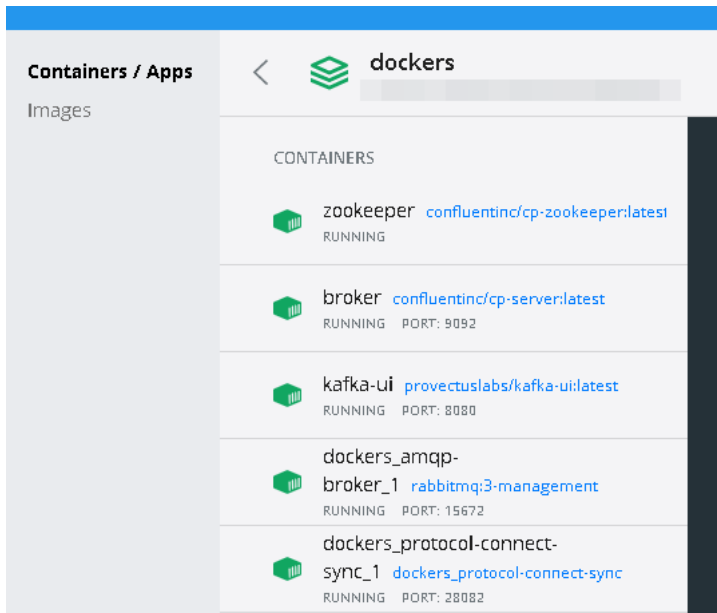 Containers / Apps
Images
dockers
CONTAINERS
zookeeper confluentinc/cp-zookeeper:latest
RUNNING
broker confluentinc/cp-server:latest
RUNNING PORT: 9092
kafka-ui provectuslabs/kafka-ui:latest
RUNNING PORT: 8080
dockers_amqp-
broker_1 rabbitmq:3-management
RUNNING PORT: 15672
dockers_protocol-connect-
sync_1 dockers_protocol-connect-sync
RUNNING PORT: 28082